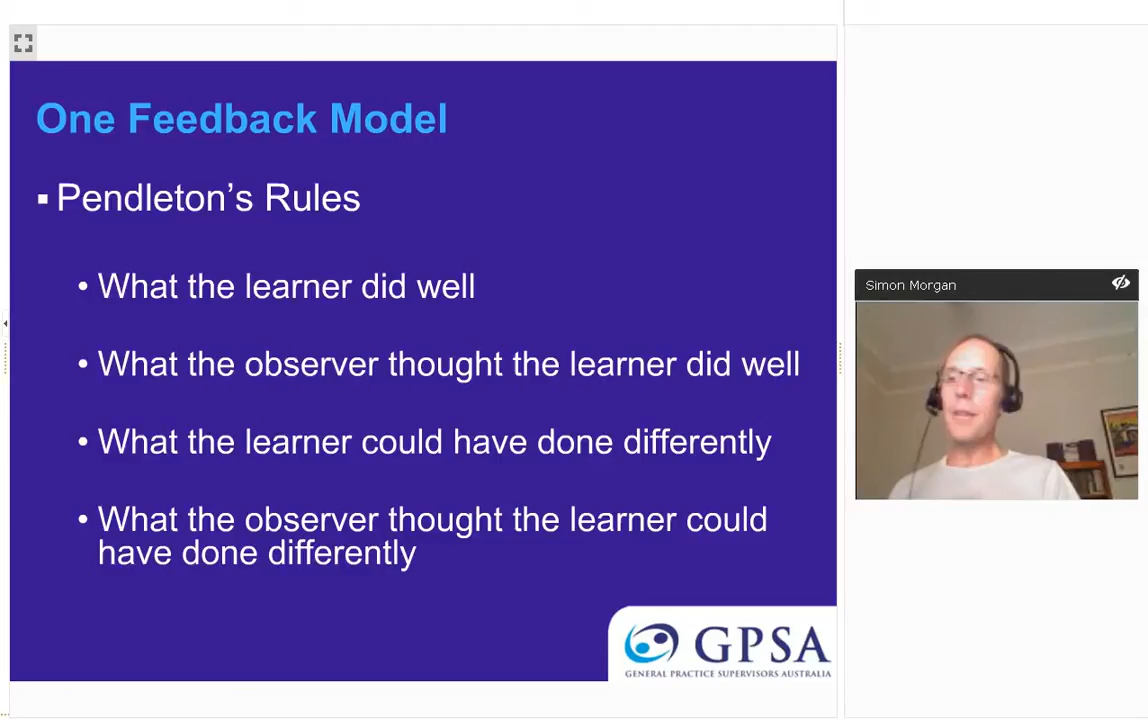 One Feedback Model
▪ Pendleton's Rules
• What the learner did well
• What the observer thought the learner did well
• What the learner could have done differently
• What the observer thought the learner could
have done differently
Simon Morgan
GPSA
GENERAL PRACTICE SUPERVISORS AUSTRALIA